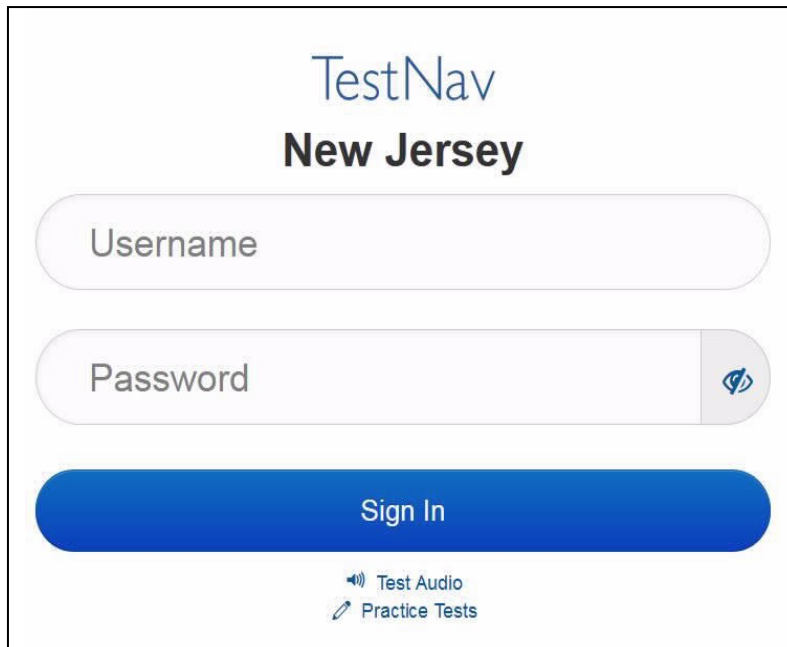 TestNav
New Jersey
Username
Password
Sign In
Test Audio
Practice Tests